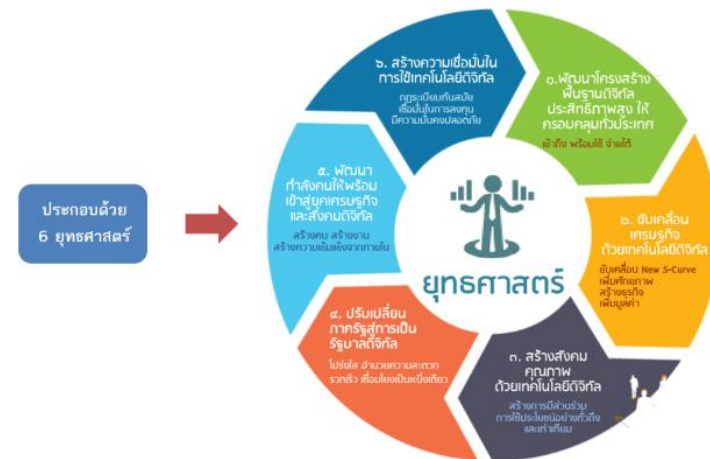 ประกอบด้วย
6 ยุทธศาสตร์
ยุทธศาสตร์
๑.พัฒนาโครงสร้าง
พื้นฐานดิจิทัล
ประสิทธิภาพสูง ให้
ครอบคลุมทั่วประเทศ
เข้าถึง พร้อมใช้ จ่ายได้
๒. ขับเคลื่อน
เศรษฐกิจ
ด้วยเทคโนโลยีดิจิทัล
ขับเคลื่อน New S-Curve
เพิ่มศักยภาพ
สร้างธุรกิจ
เพิ่มมูลค่า
๓. สร้างสังคม
คุณภาพ
ด้วยเทคโนโลยีดิจิทัล
สร้างการมีส่วนร่วม
การใช้ประโยชน์อย่างทั่วถึง
และเท่าเทียม
๔. ปรับเปลี่ยน
ภาครัฐสู่การเป็น
รัฐบาลดิจิทัล
โปร่งใส อำนวยความสะดวก
รวดเร็ว เชื่อมโยงเป็นหนึ่งเดียว
๕. พัฒนา
กำลังคนให้พร้อม
เข้าสู่ยุคเศรษฐกิจ
และสังคมดิจิทัล
สร้างคน สร้างงาน
สร้างความเข้มแข็งจากภายใน
๖. สร้างความเชื่อมั่นใน
การใช้เทคโนโลยีดิจิทัล
กฎระเบียบทันสมัย
เชื่อมั่นในการลงทุน
มีความมั่นคงปลอดภัย